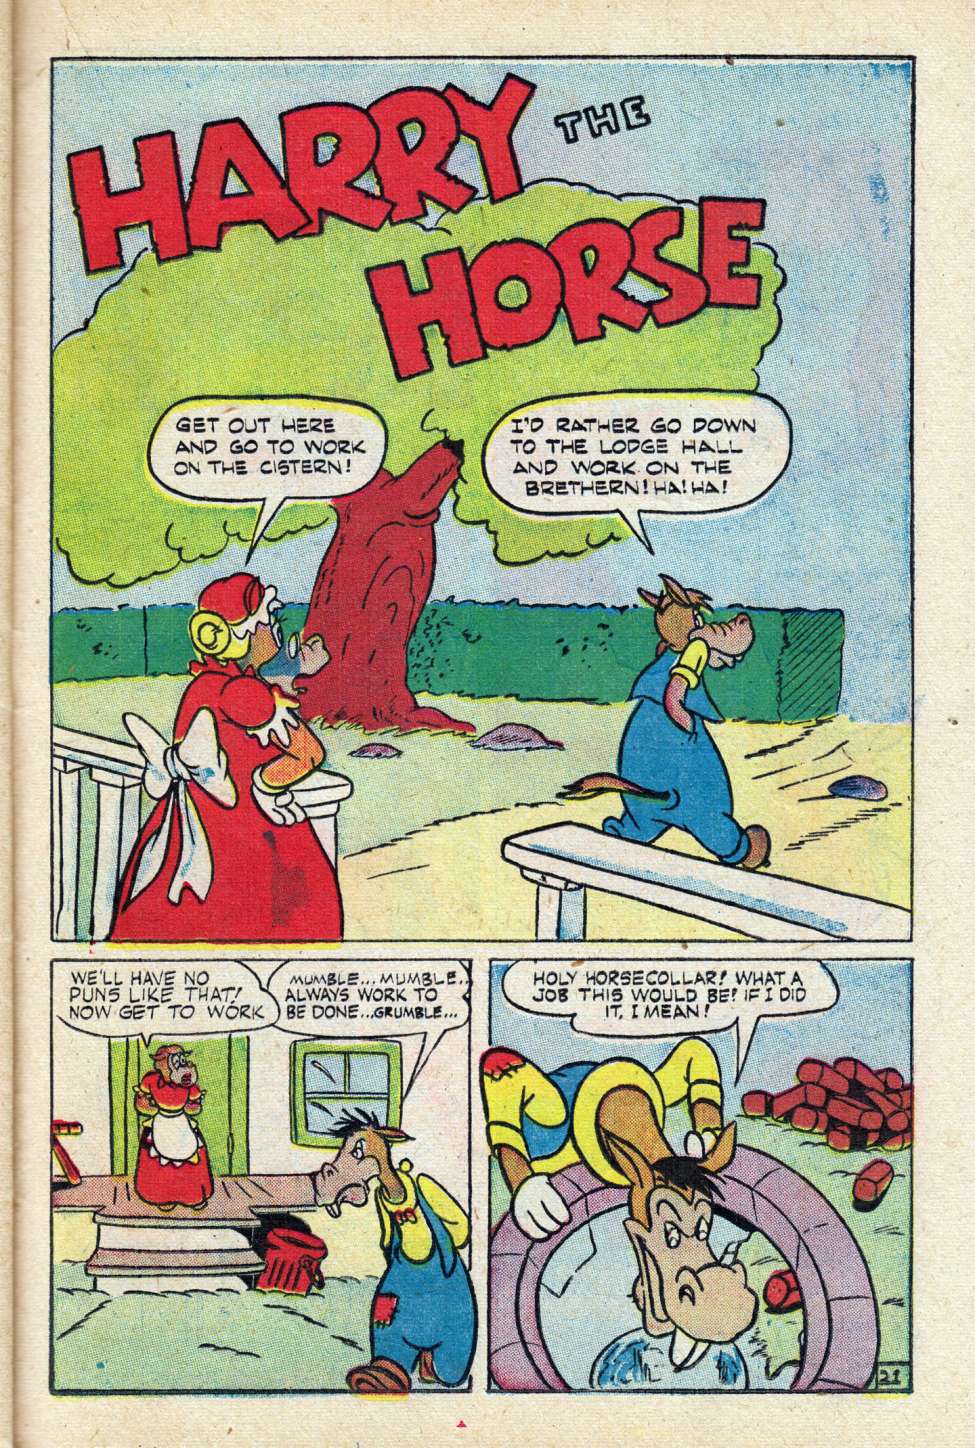 HARRY THE
HORSE
GET OUT HERE
AND GO TO WORK
ON THE CISTERN!
I'D RATHER GO DOWN
TO THE LODGE HALL
AND WORK ON THE
BRETHERN! HA! HA!
WE'LL HAVE NO
PUNS LIKE THAT!
NOW GET TO WORK
MUMBLE... MUMBLE...
ALWAYS WORK TO
BE DONE...GRUMBLE...
HOLY HORSECOLLAR! WHAT A
JOB THIS WOULD BE! IF I DID
IT, I MEAN!
21